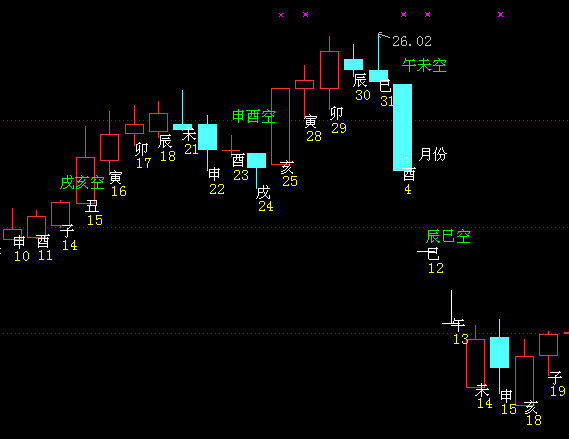 26.02
午未空
辰
30
巳
31
申酉空
卯
29
寅
28
未
21
辰
18
卯
17
酉
23
亥
25
申
22
戌
24
月份
酉
4
戌亥空
寅
16
丑
15
子
14
申
10
酉
11
辰巳空
巳
12
午
13
未
14
申
15
亥
18
子
19